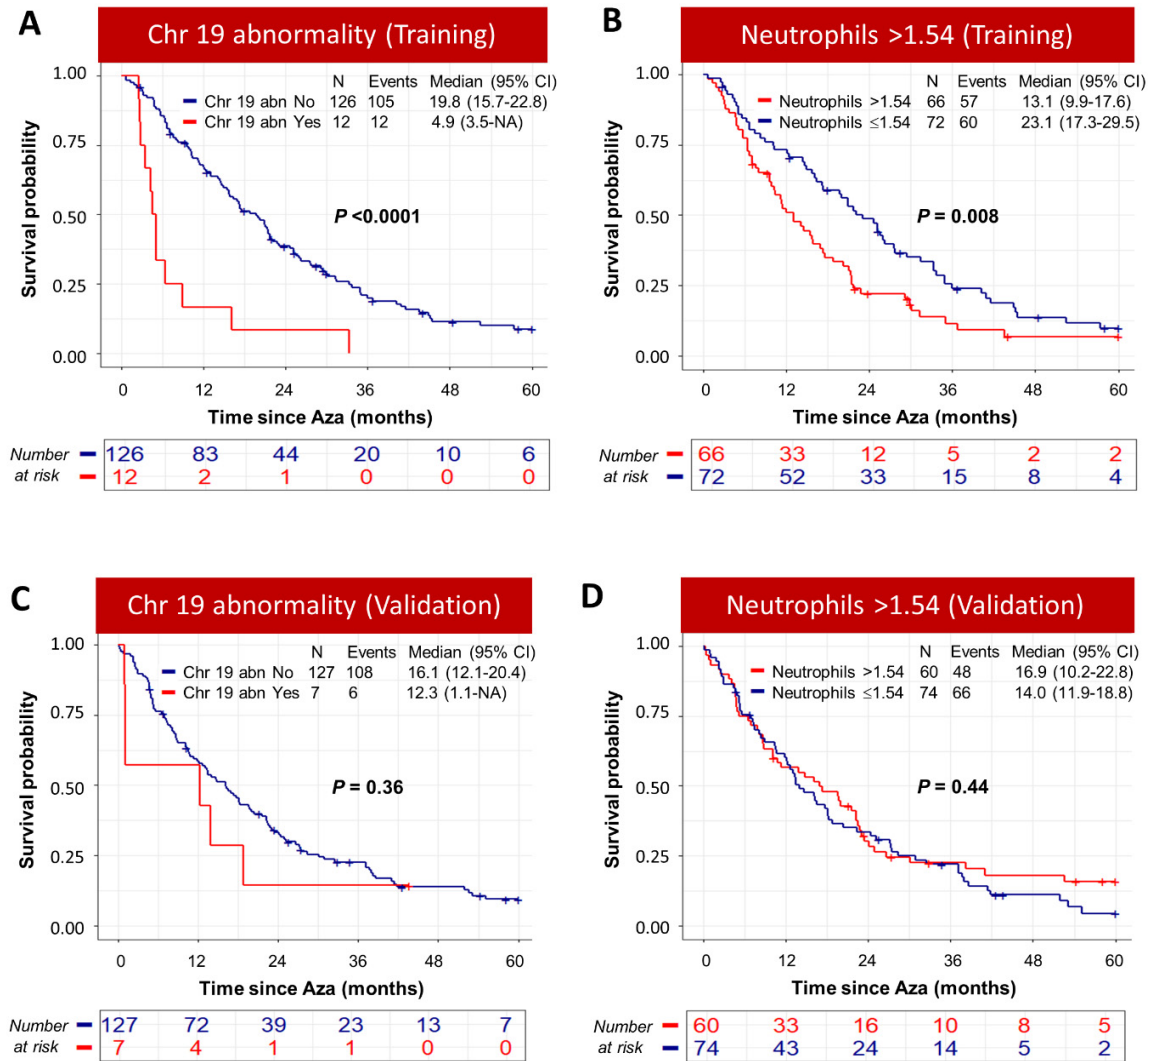 A
Chr 19 abnormality (Training)
N Events Median (95% CI)
Chr 19 abn No 126 105 19.8 (15.7-22.8)
Chr 19 abn Yes 12 12 4.9 (3.5-NA)
P <0.0001
Survival probability
1.00
0.75
0.50
0.25
0.00
0 12 24 36 48 60
Time since Aza (months)
Number at risk
126 83 44 20 10 6
12 2 1 0 0 0
B
Neutrophils >1.54 (Training)
N Events Median (95% CI)
Neutrophils >1.54 66 57 13.1 (9.9-17.6)
Neutrophils ≤1.54 72 60 23.1 (17.3-29.5)
P = 0.008
Survival probability
1.00
0.75
0.50
0.25
0.00
0 12 24 36 48 60
Time since Aza (months)
Number at risk
66 33 12 5 2 2
72 52 33 15 8 4
C
Chr 19 abnormality (Validation)
N Events Median (95% CI)
Chr 19 abn No 127 108 16.1 (12.1-20.4)
Chr 19 abn Yes 7 6 12.3 (1.1-NA)
P = 0.36
Survival probability
1.00
0.75
0.50
0.25
0.00
0 12 24 36 48 60
Time since Aza (months)
Number at risk
127 72 39 23 13 7
7 4 1 1 0 0
D
Neutrophils >1.54 (Validation)
N Events Median (95% CI)
Neutrophils >1.54 60 48 16.9 (10.2-22.8)
Neutrophils ≤1.54 74 66 14.0 (11.9-18.8)
P = 0.44
Survival probability
1.00
0.75
0.50
0.25
0.00
0 12 24 36 48 60
Time since Aza (months)
Number at risk
60 33 16 10 8 5
74 43 24 14 5 2